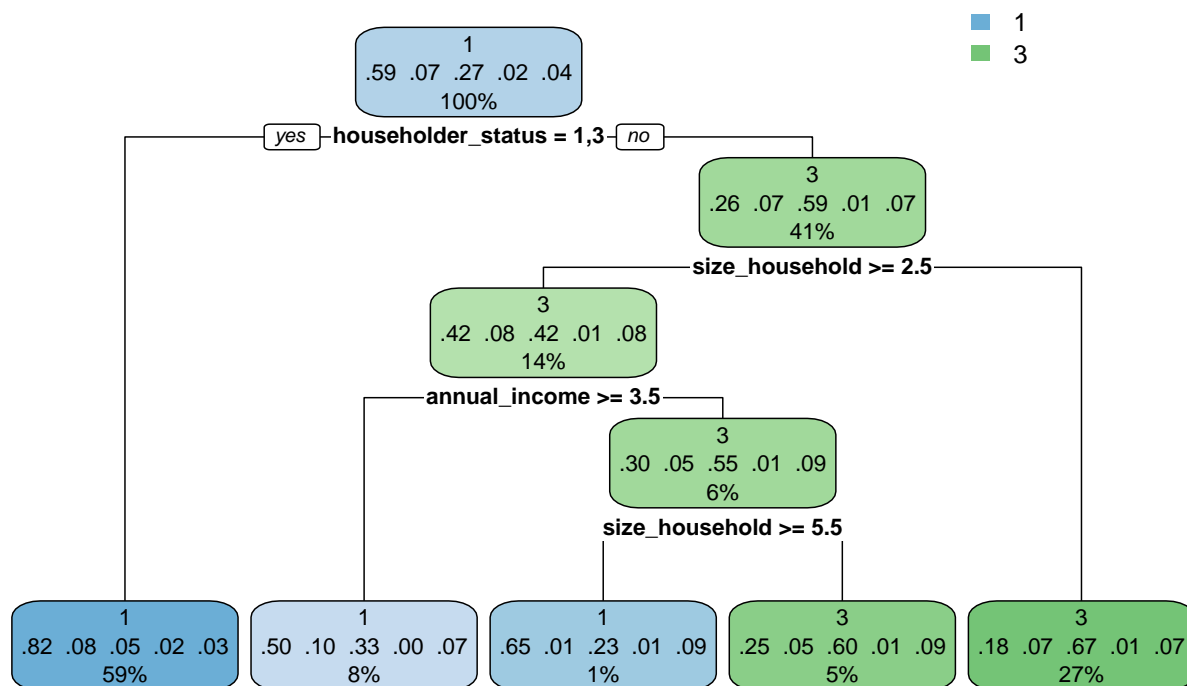 1
3
1
.59 .07 .27 .02 .04
100%
yes householder_status = 1,3 no
3
.26 .07 .59 .01 .07
41%
size_household >= 2.5
3
.42 .08 .42 .01 .08
14%
annual_income >= 3.5
3
.30 .05 .55 .01 .09
6%
size_household >= 5.5
1
.82 .08 .05 .02 .03
59%
1
.50 .10 .33 .00 .07
8%
1
.65 .01 .23 .01 .09
1%
3
.25 .05 .60 .01 .09
5%
3
.18 .07 .67 .01 .07
27%